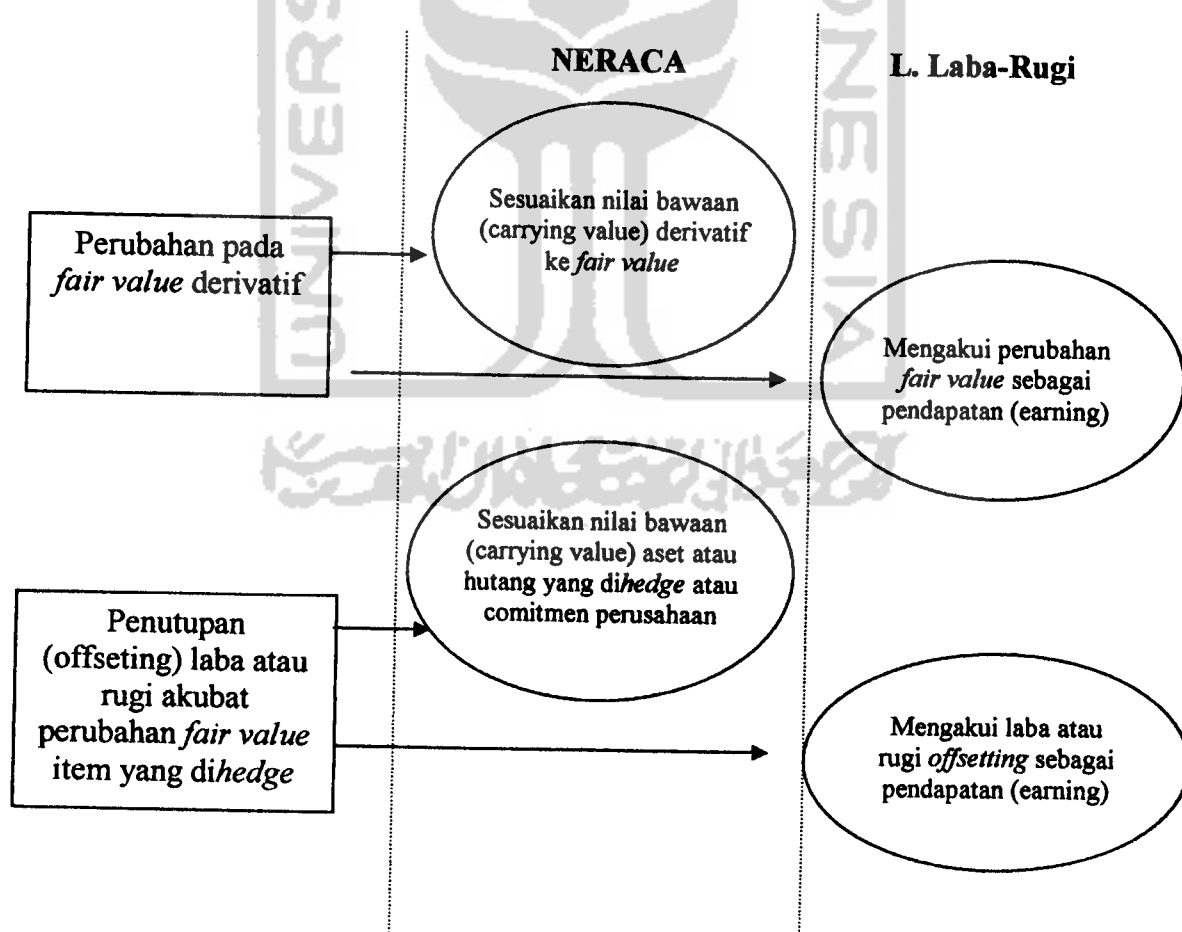 NERACA
L. Laba-Rugi
Perubahan pada
fair value derivatif
Sesuaikan nilai bawaan
(carrying value) derivatif
ke fair value
Mengakui perubahan
fair value sebagai
pendapatan (earning)
Penutupan
(offseting) laba atau
rugi akubat
perubahan fair value
item yang dihedge
Sesuaikan nilai bawaan
(carrying value) aset atau
hutang yang dihedge atau
comitmen perusahaan
Mengakui laba atau
rugi offsetting sebagai
pendapatan (earning)
UNIVERS
ONESIA